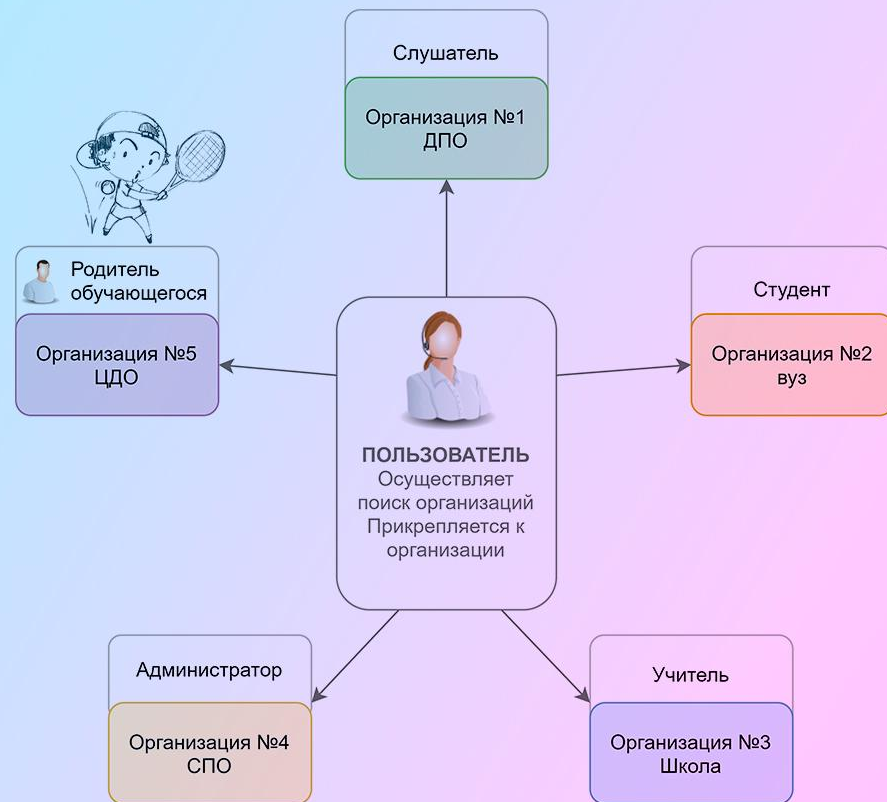 Слушатель
Организация №1
ДПО
Родитель
обучающегося
Организация №5
ЦДО
Студент
Организация №2
вуз
ПОЛЬЗОВАТЕЛЬ
Осуществляет
поиск организаций
Прикрепляется к
организации
Администратор
Организация №4
СПО
Учитель
Организация №3
Школа